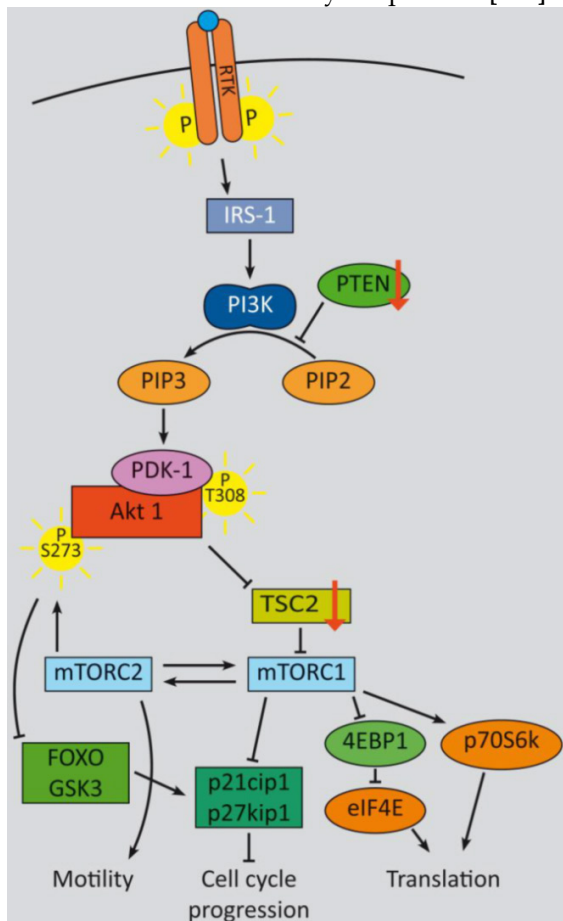 RTK
P
P
IRS-1
PI3K
PTEN
PIP3
PIP2
PDK-1
Akt 1
P
T308
P
S273
TSC2
mTORC2
mTORC1
FOXO
GSK3
p21cip1
p27kip1
4EBP1
p70S6k
eIF4E
Motility
Cell cycle
progression
Translation